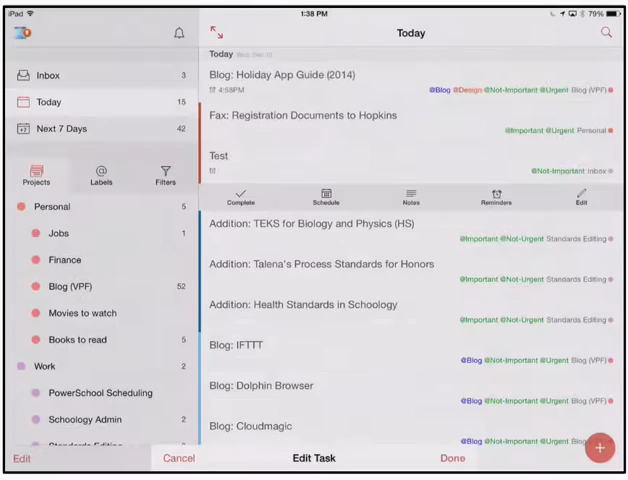 iPad 1:38 PM 79%
Today
Inbox 3
Today 15
Next 7 Days 42
Projects Labels Filters
Personal 5
Jobs 1
Finance
Blog (VPF) 52
Movies to watch
Books to read 5
Work 2
PowerSchool Scheduling
Schoology Admin 2
Standards Editing
Edit
Today Wed, Dec 10
Blog: Holiday App Guide (2014)
4:58PM @Blog @Design @Not-Important @Urgent Blog (VPF)
Fax: Registration Documents to Hopkins
@Important @Urgent Personal
Test
@Not-Important Inbox
Complete Schedule Notes Reminders Edit
Addition: TEKS for Biology and Physics (HS)
@Important @Not-Urgent Standards Editing
Addition: Talena's Process Standards for Honors
@Important @Not-Urgent Standards Editing
Addition: Health Standards in Schoology
@Important @Not-Urgent Standards Editing
Blog: IFTTT
@Blog @Not-Important @Urgent Blog (VPF)
Blog: Dolphin Browser
@Blog @Not-Important @Urgent Blog (VPF)
Blog: Cloudmagic
@Blog @Not-Important @Urgent Blog (VPF)
Cancel Edit Task Done